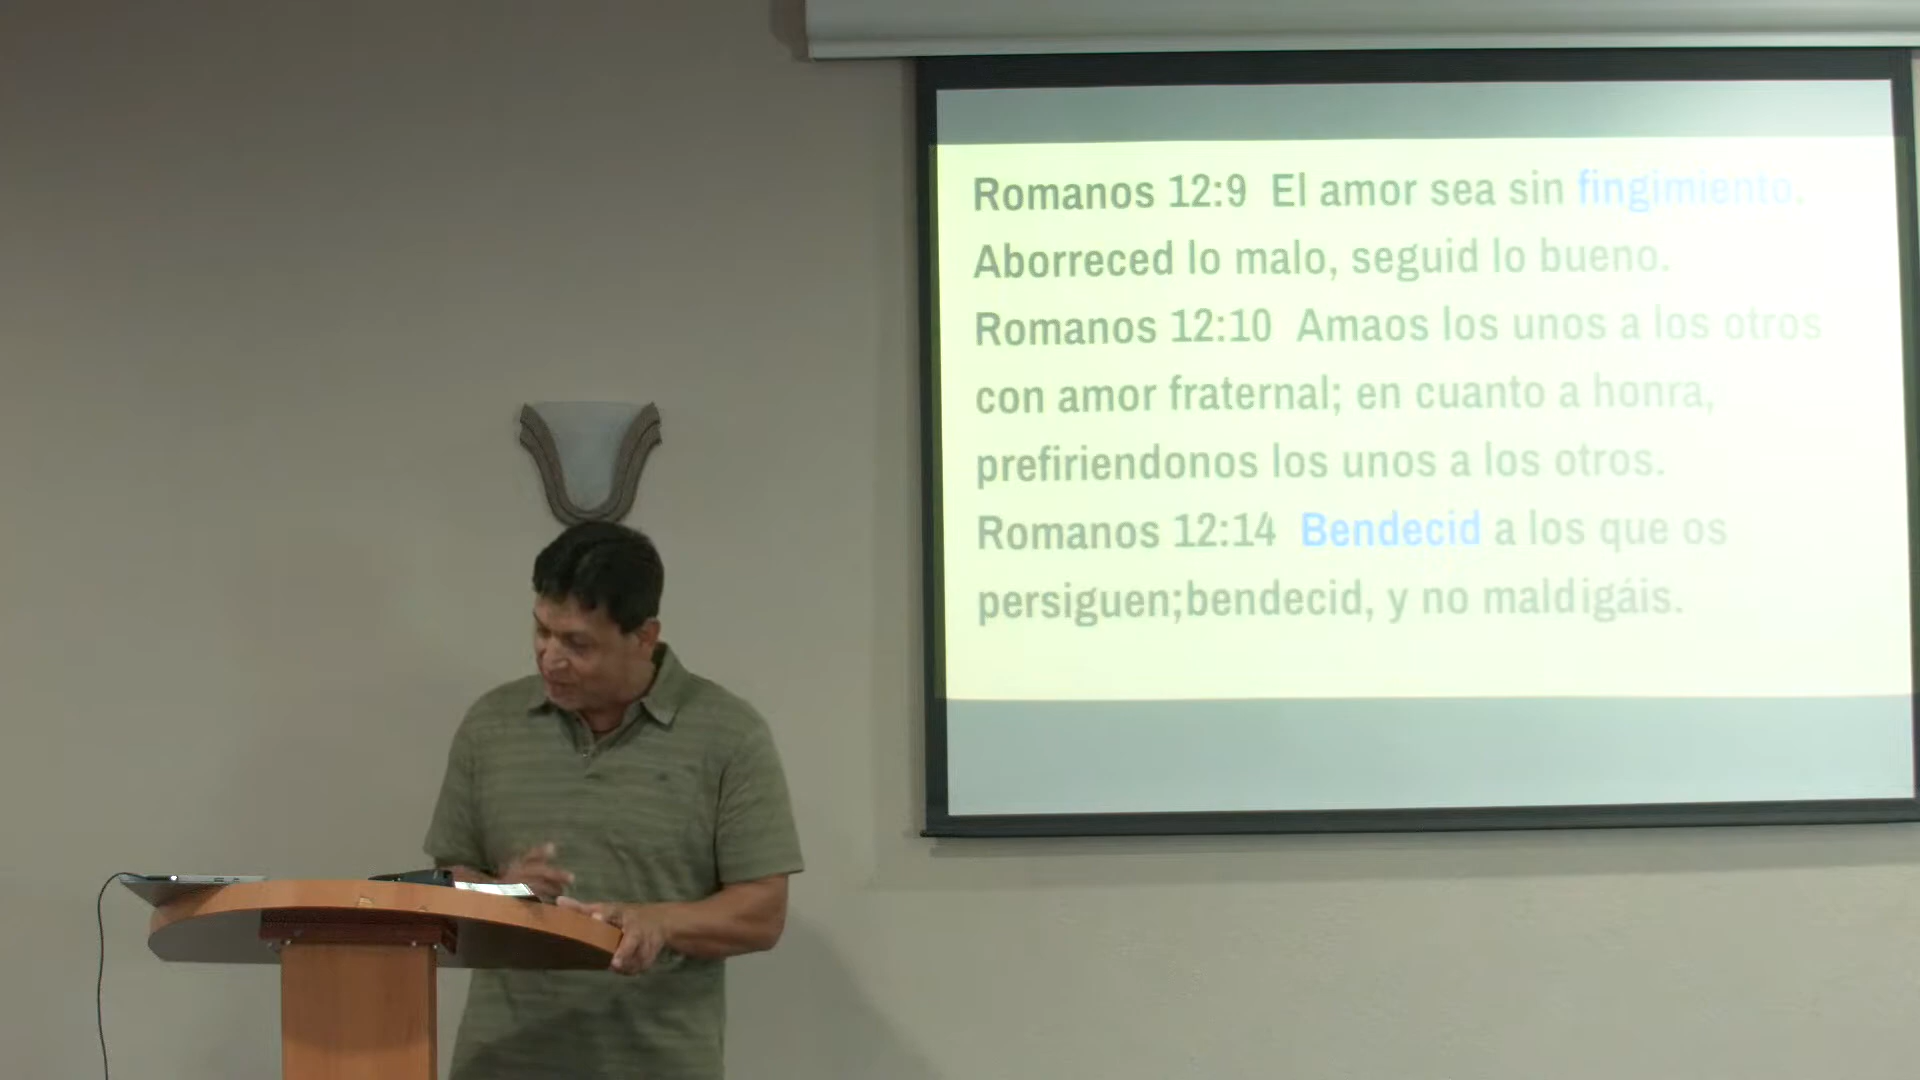 Romanos 12:9 El amor sea sin fingimiento.
Aborreced lo malo, seguid lo bueno.
Romanos 12:10 Amaos los unos a los otros
con amor fraternal; en cuanto a honra,
prefiriendonos los unos a los otros.
Romanos 12:14 Bendecid a los que os
persiguen;bendecid, y no maldigáis.